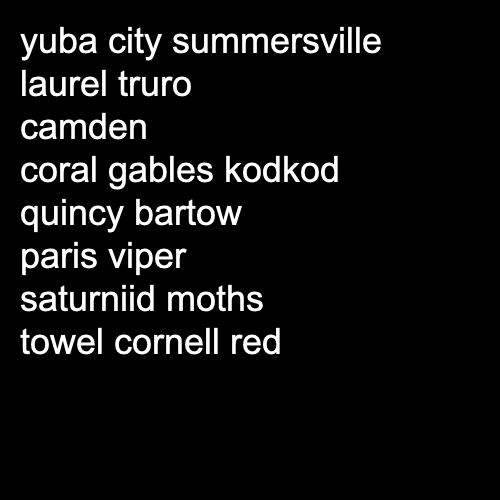 yuba city summersville
laurel truro
camden
coral gables kodkod
quincy bartow
paris viper
saturniid moths
towel cornell red